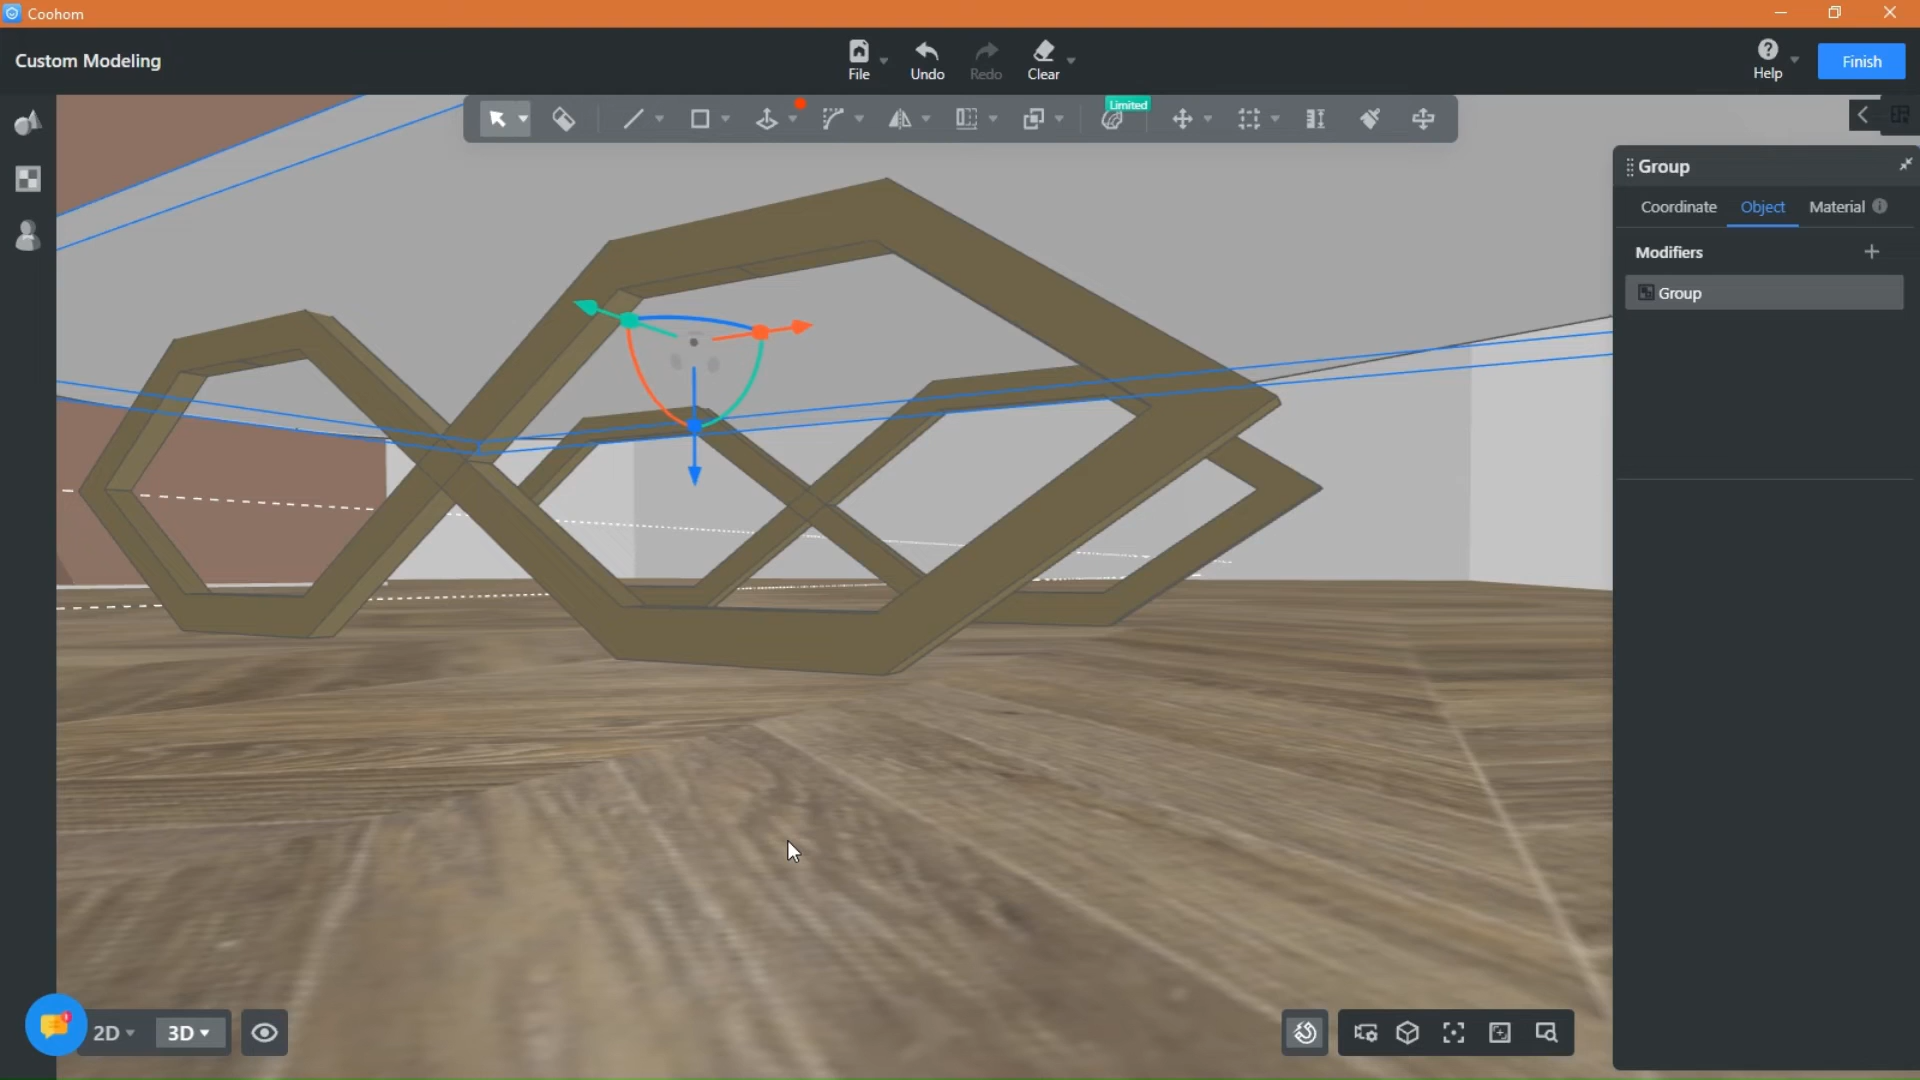 Coohom
Custom Modeling
File
Undo
Redo
Clear
Help
Finish
Limited
Group
Coordinate
Object
Material
Modifiers
Group
2D
3D